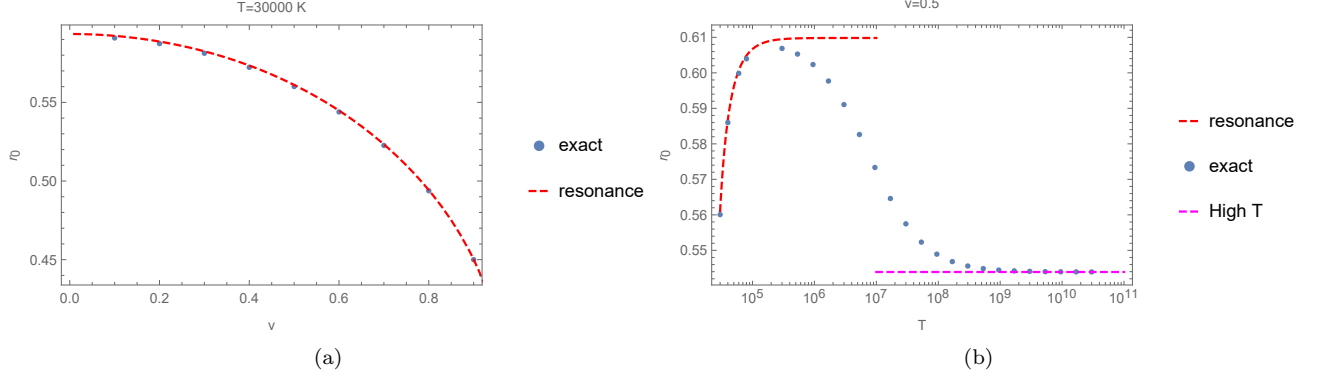 T=30000 K
r0
0.55
0.50
0.45
0.0 0.2 0.4 0.6 0.8
v
exact
resonance
(a)
v=0.5
r0
0.61
0.60
0.59
0.58
0.57
0.56
0.55
10^5 10^6 10^7 10^8 10^9 10^10 10^11
T
resonance
exact
High T
(b)